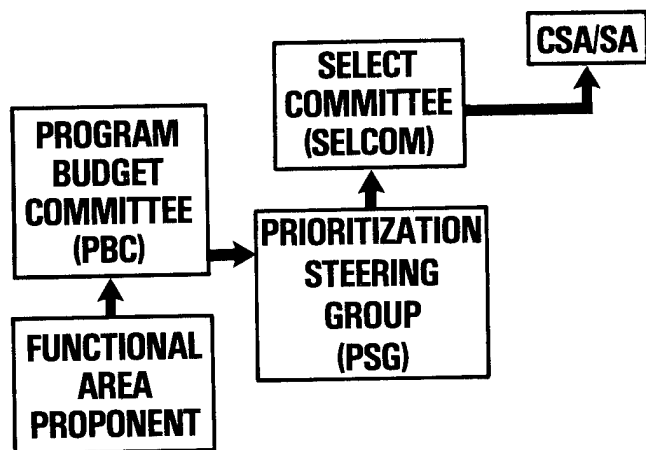 CSA/SA
SELECT
COMMITTEE
(SELCOM)
PROGRAM
BUDGET
COMMITTEE
(PBC)
PRIORITIZATION
STEERING
GROUP
(PSG)
FUNCTIONAL
AREA
PROPONENT